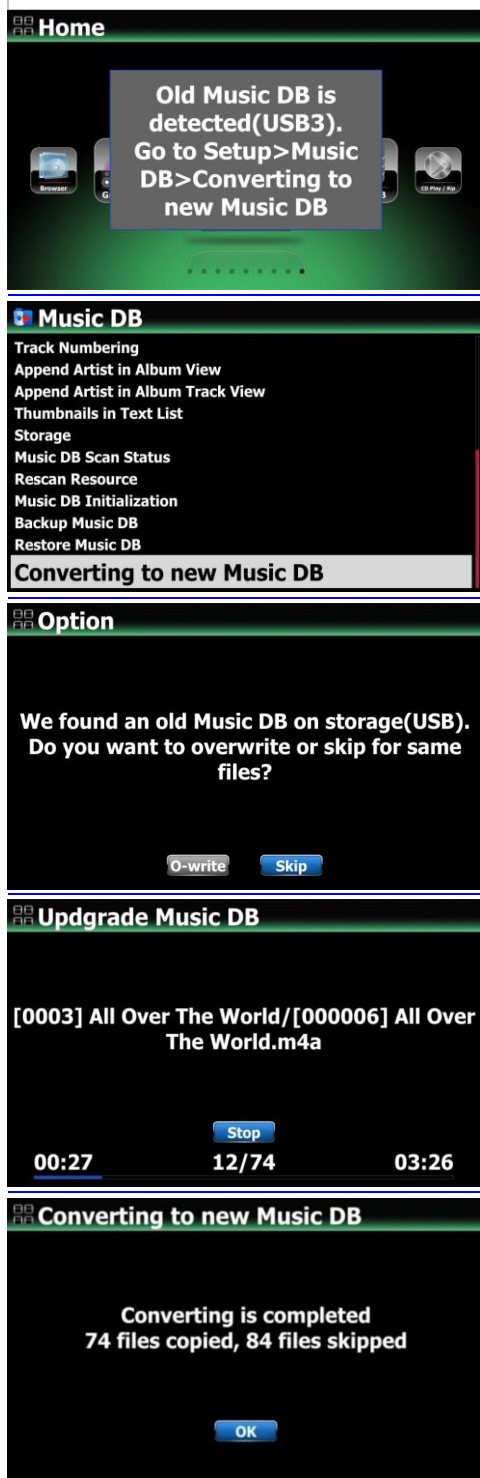 Home
Old Music DB is
detected(USB3).
Go to Setup>Music
DB>Converting to
new Music DB
Browser
CD Play / Rip
Music DB
Track Numbering
Append Artist in Album View
Append Artist in Album Track View
Thumbnails in Text List
Storage
Music DB Scan Status
Rescan Resource
Music DB Initialization
Backup Music DB
Restore Music DB
Converting to new Music DB
Option
We found an old Music DB on storage(USB).
Do you want to overwrite or skip for same
files?
O-write Skip
Updgrade Music DB
[0003] All Over The World/[000006] All Over
The World.m4a
Stop
00:27 12/74 03:26
Converting to new Music DB
Converting is completed
74 files copied, 84 files skipped
OK